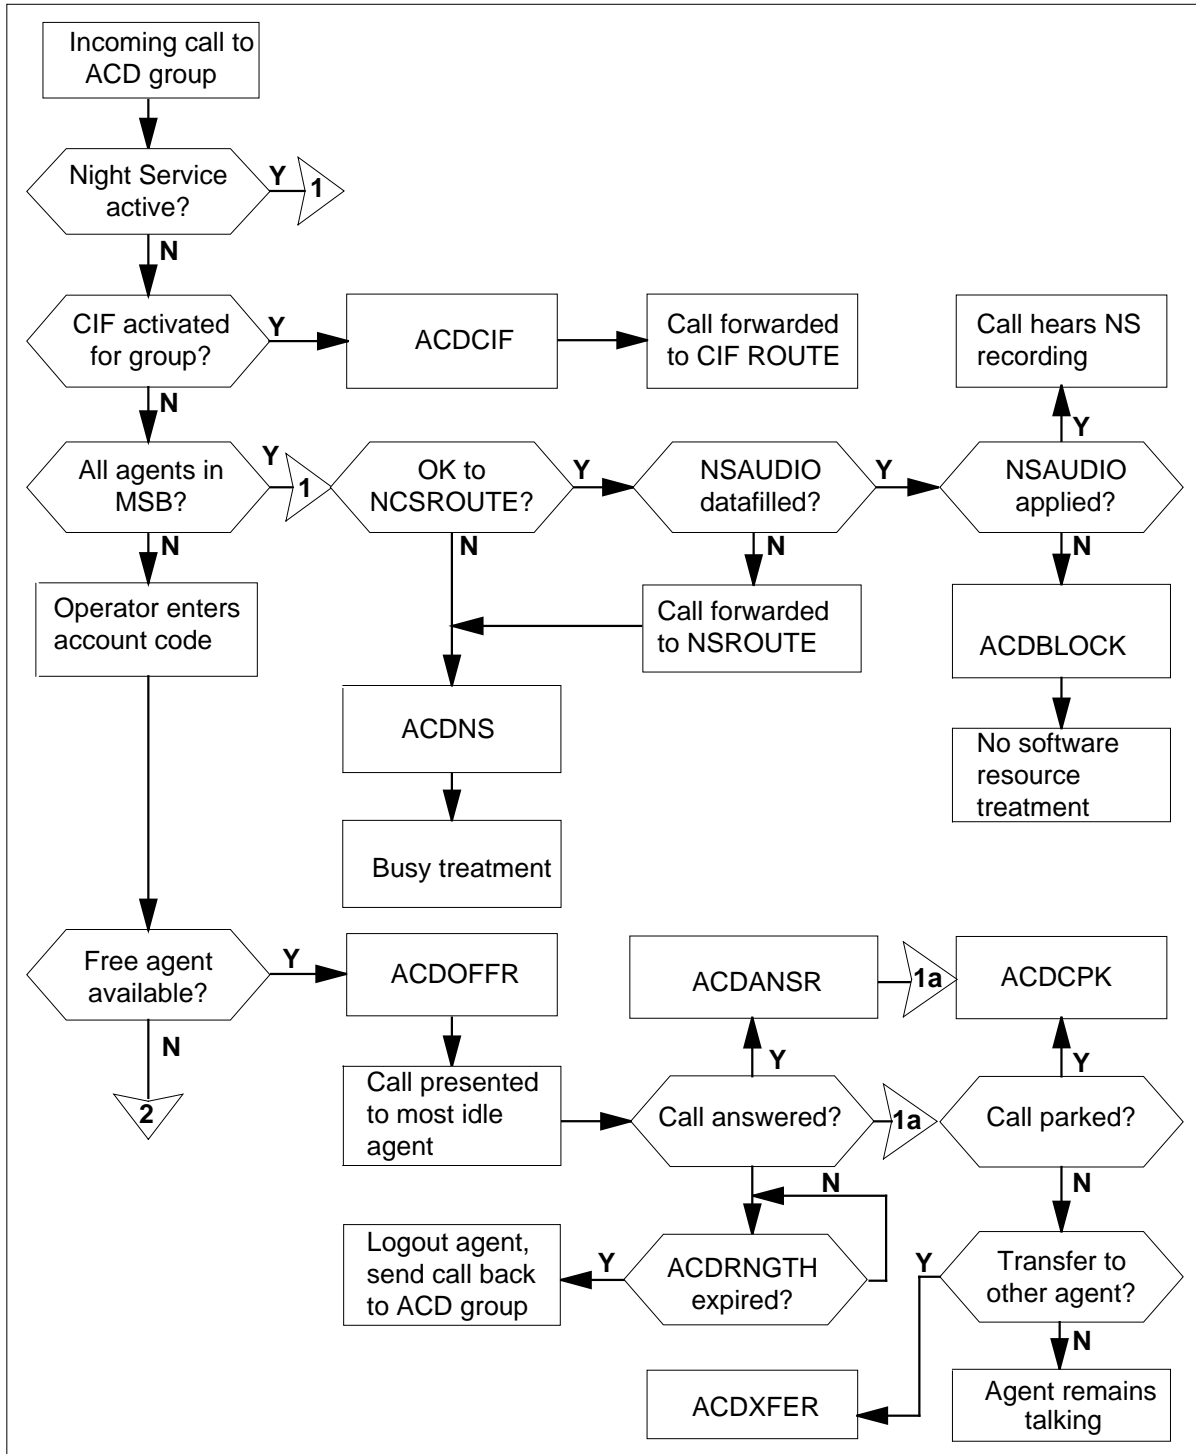 Incoming call to
ACD group
Night Service
active?
Y
1
N
CIF activated
for group?
Y
ACDCIF
Call forwarded
to CIF ROUTE
Call hears NS
recording
N
Y
All agents in
MSB?
Y
1
OK to
NCSROUTE?
Y
NSAUDIO
datafilled?
Y
NSAUDIO
applied?
N
N
N
N
Operator enters
account code
Call forwarded
to NSROUTE
ACDBLOCK
ACDNS
No software
resource
treatment
Busy treatment
Free agent
available?
Y
ACDOFFR
ACDANSR
1a
ACDCPK
N
Y
Y
2
Call presented
to most idle
agent
Call answered?
1a
Call parked?
N
N
Logout agent,
send call back
to ACD group
Y
ACDRNGTH
expired?
Y
Transfer to
other agent?
N
ACDXFER
Agent remains
talking